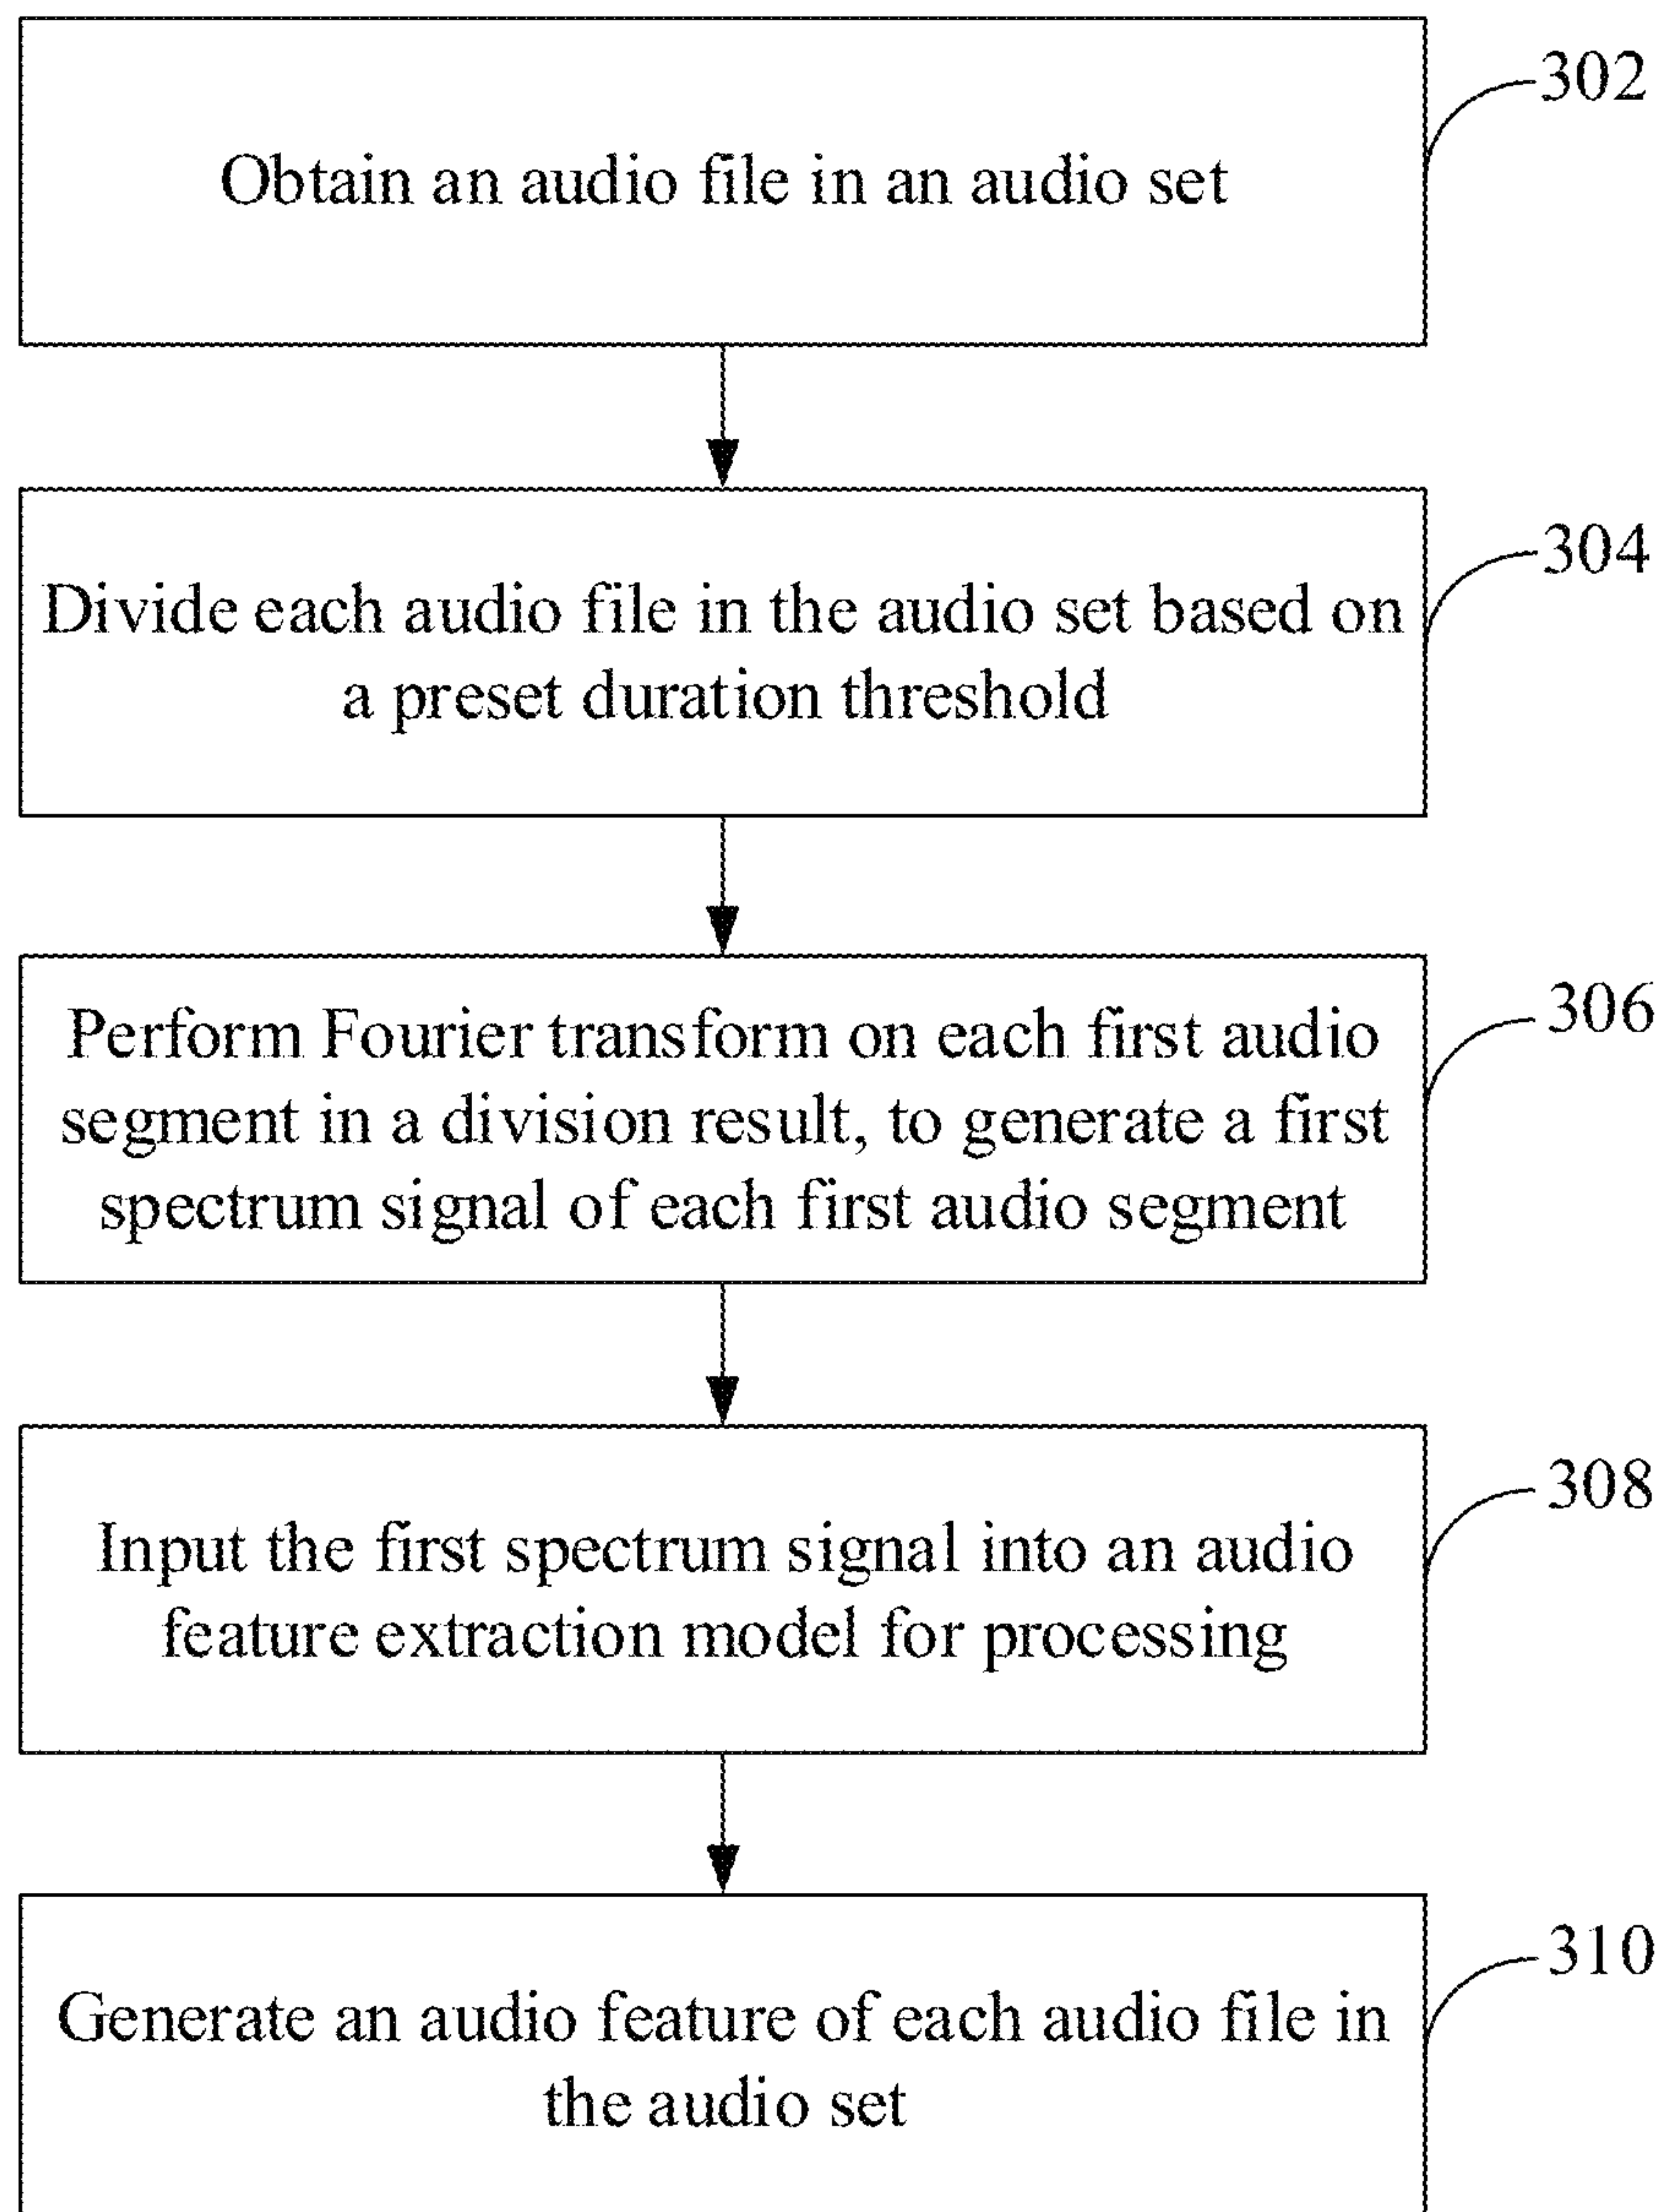 302
Obtain an audio file in an audio set
304
Divide each audio file in the audio set based on
a preset duration threshold
306
Perform Fourier transform on each first audio
segment in a division result, to generate a first
spectrum signal of each first audio segment
308
Input the first spectrum signal into an audio
feature extraction model for processing
310
Generate an audio feature of each audio file in
the audio set